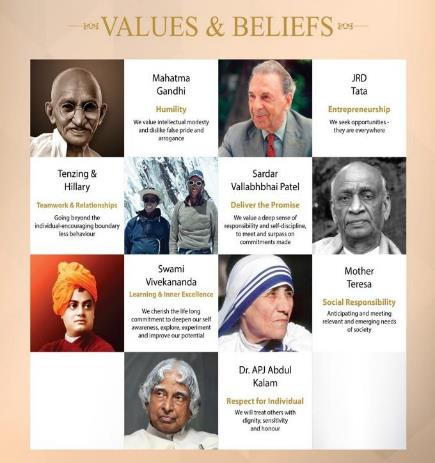 VALUES & BELIEFS
Mahatma
Gandhi
Humility
We value intellectual modesty
and dislike false pride and
arrogance
JRD
Tata
Entrepreneurship
We seek opportunities -
they are everywhere
Tenzing &
Hillary
Teamwork & Relationships
Going beyond the
individual-encouraging boundary
less behaviour
Sardar
Vallabhbhai Patel
Deliver the Promise
We value a deep sense of
responsibility and self-discipline,
to meet and surpass on
commitments made
Swami
Vivekananda
Learning & Inner Excellence
We cherish the life long
commitment to deepen our self
awareness, explore, experiment
and improve our potential
Mother
Teresa
Social Responsibility
Anticipating and meeting
relevant and emerging needs
of society
Dr. APJ Abdul
Kalam
Respect for Individual
We will treat others with
dignity, sensitivity
and honour